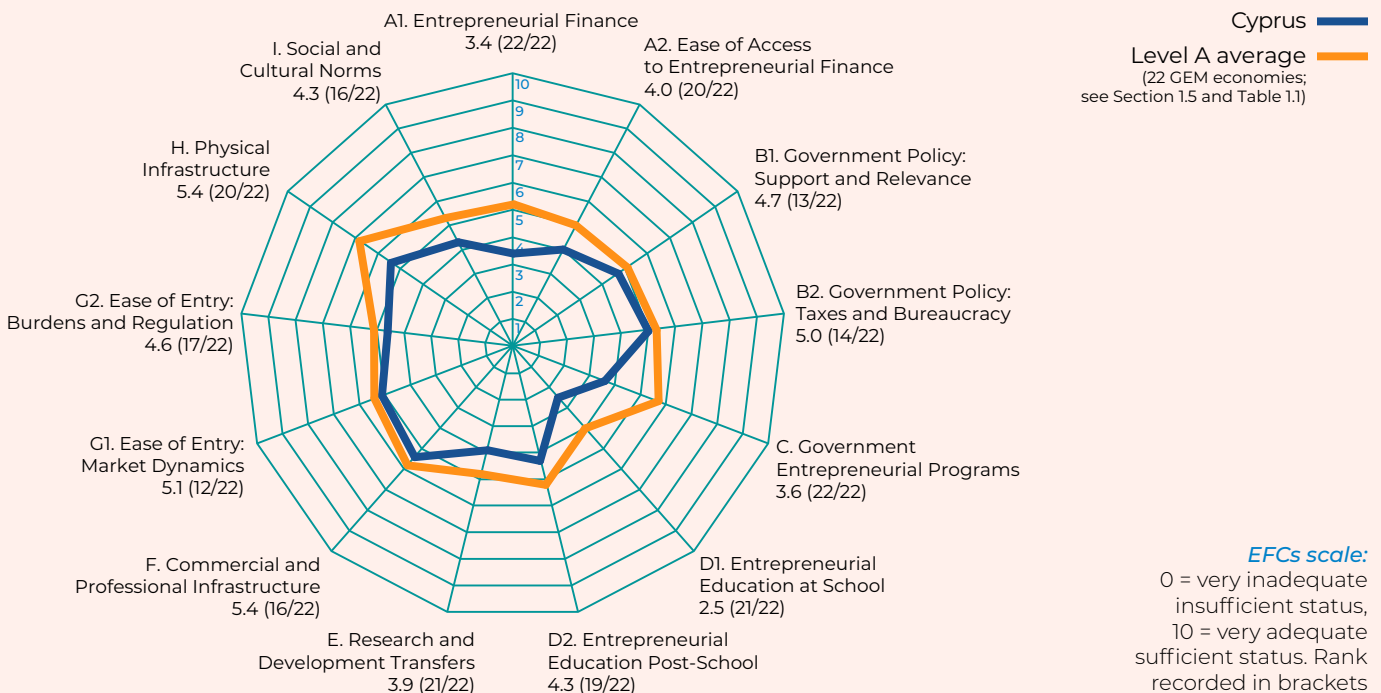 A1. Entrepreneurial Finance
3.4 (22/22)
A2. Ease of Access
to Entrepreneurial Finance
4.0 (20/22)
B1. Government Policy:
Support and Relevance
4.7 (13/22)
B2. Government Policy:
Taxes and Bureaucracy
5.0 (14/22)
C. Government
Entrepreneurial Programs
3.6 (22/22)
D1. Entrepreneurial
Education at School
2.5 (21/22)
D2. Entrepreneurial
Education Post-School
4.3 (19/22)
E. Research and
Development Transfers
3.9 (21/22)
F. Commercial and
Professional Infrastructure
5.4 (16/22)
G1. Ease of Entry:
Market Dynamics
5.1 (12/22)
G2. Ease of Entry:
Burdens and Regulation
4.6 (17/22)
H. Physical
Infrastructure
5.4 (20/22)
I. Social and
Cultural Norms
4.3 (16/22)
10
9
8
7
6
5
4
3
2
1
Cyprus
Level A average
(22 GEM economies;
see Section 1.5 and Table 1.1)
EFCs scale:
0 = very inadequate
insufficient status,
10 = very adequate
sufficient status. Rank
recorded in brackets